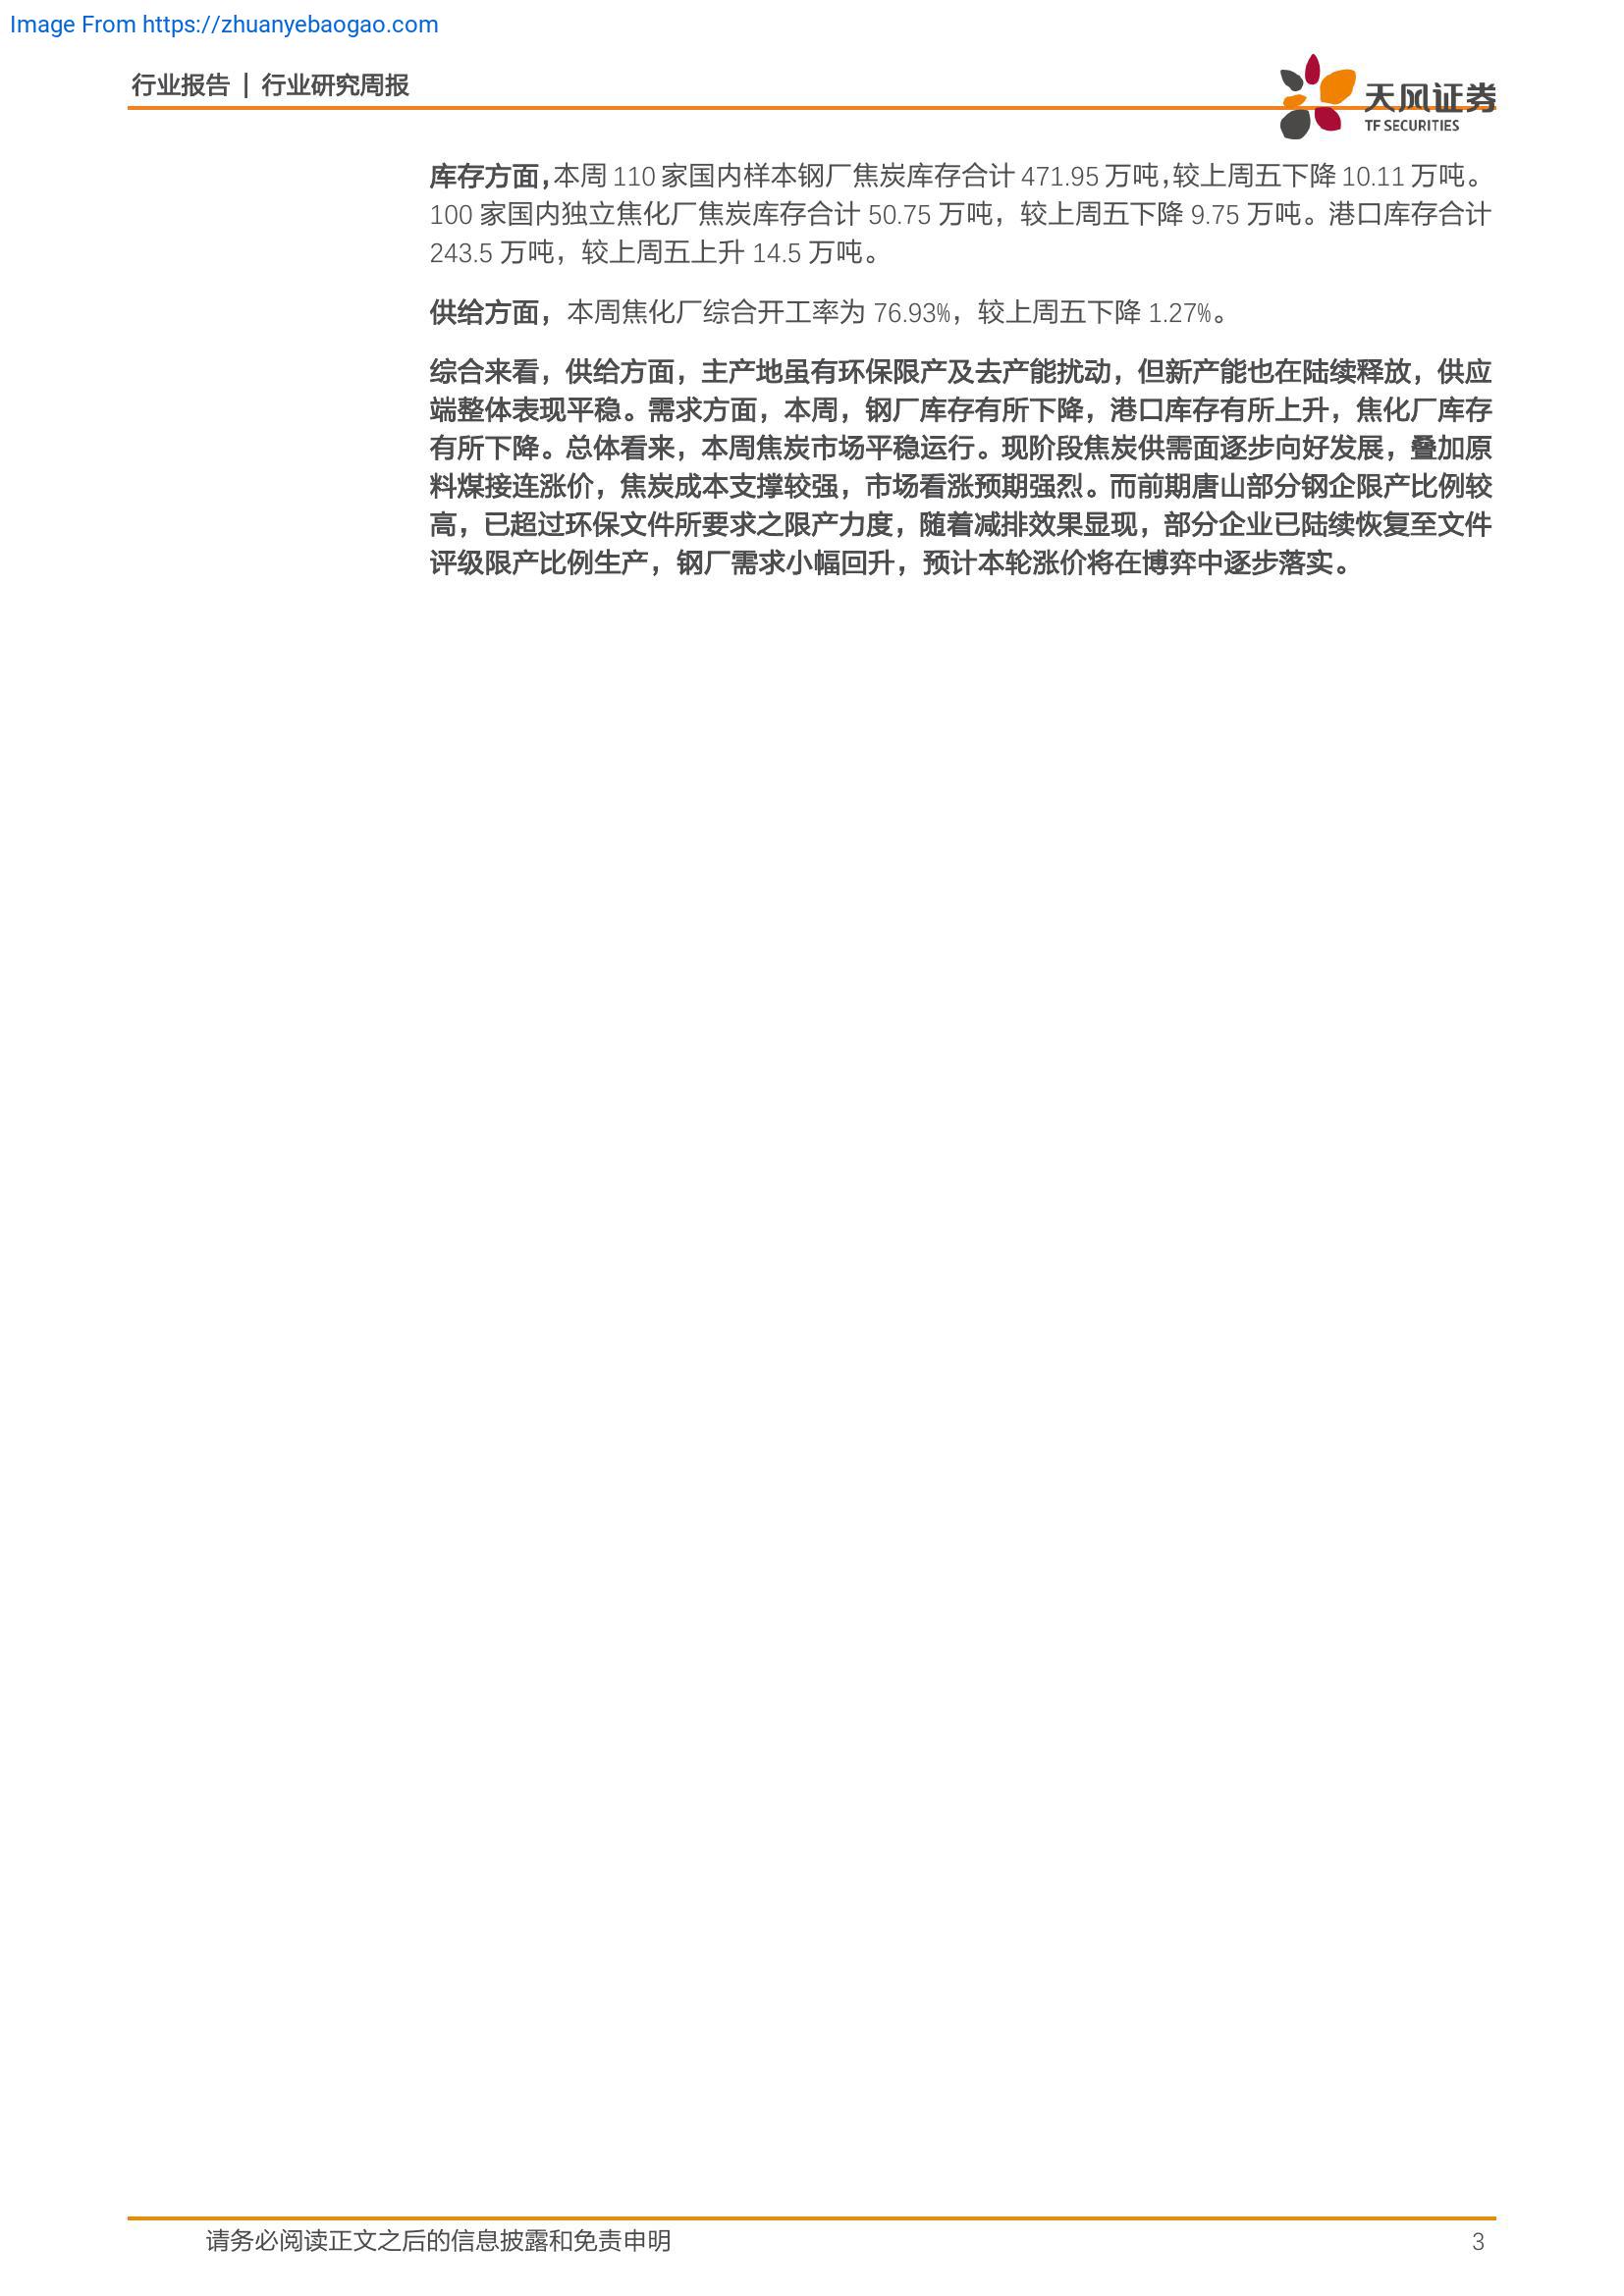 Image From https://zhuanyebaogao.com
行业报告 | 行业研究周报
天风证券
TF SECURITIES
库存方面，本周 110 家国内样本钢厂焦炭库存合计 471.95 万吨，较上周五下降 10.11 万吨。
100 家国内独立焦化厂焦炭库存合计 50.75 万吨，较上周五下降 9.75 万吨。港口库存合计
243.5 万吨，较上周五上升 14.5 万吨。
供给方面，本周焦化厂综合开工率为 76.93%，较上周五下降 1.27%。
综合来看，供给方面，主产地虽有环保限产及去产能扰动，但新产能也在陆续释放，供应
端整体表现平稳。需求方面，本周，钢厂库存有所下降，港口库存有所上升，焦化厂库存
有所下降。总体看来，本周焦炭市场平稳运行。现阶段焦炭供需面逐步向好发展，叠加原
料煤接连涨价，焦炭成本支撑较强，市场看涨预期强烈。而前期唐山部分钢企限产比例较
高，已超过环保文件所要求之限产力度，随着减排效果显现，部分企业已陆续恢复至文件
评级限产比例生产，钢厂需求小幅回升，预计本轮涨价将在博弈中逐步落实。
请务必阅读正文之后的信息披露和免责申明
3